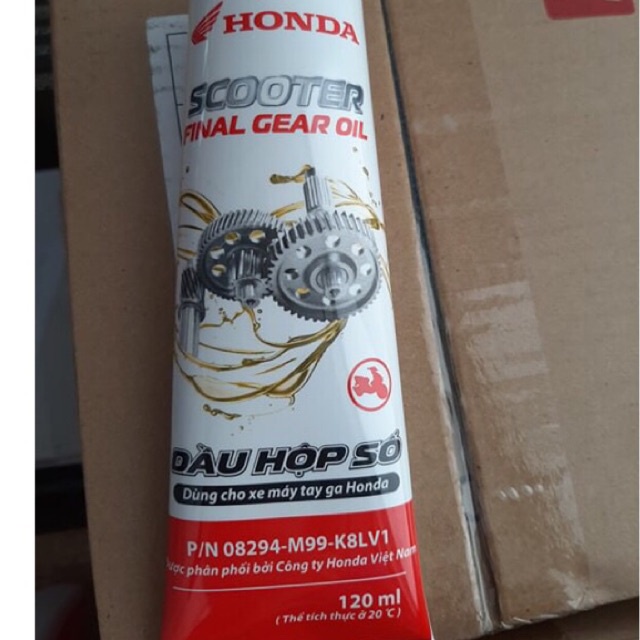 HONDA
SCOOTER
FINAL GEAR OIL
DẦU HỘP SỐ
Dùng cho xe máy tay ga Honda
P/N 08294-M99-K8LV1
Được phân phối bởi Công ty Honda Việt Nam
120 ml
( Thể tích thực ở 20˚C )